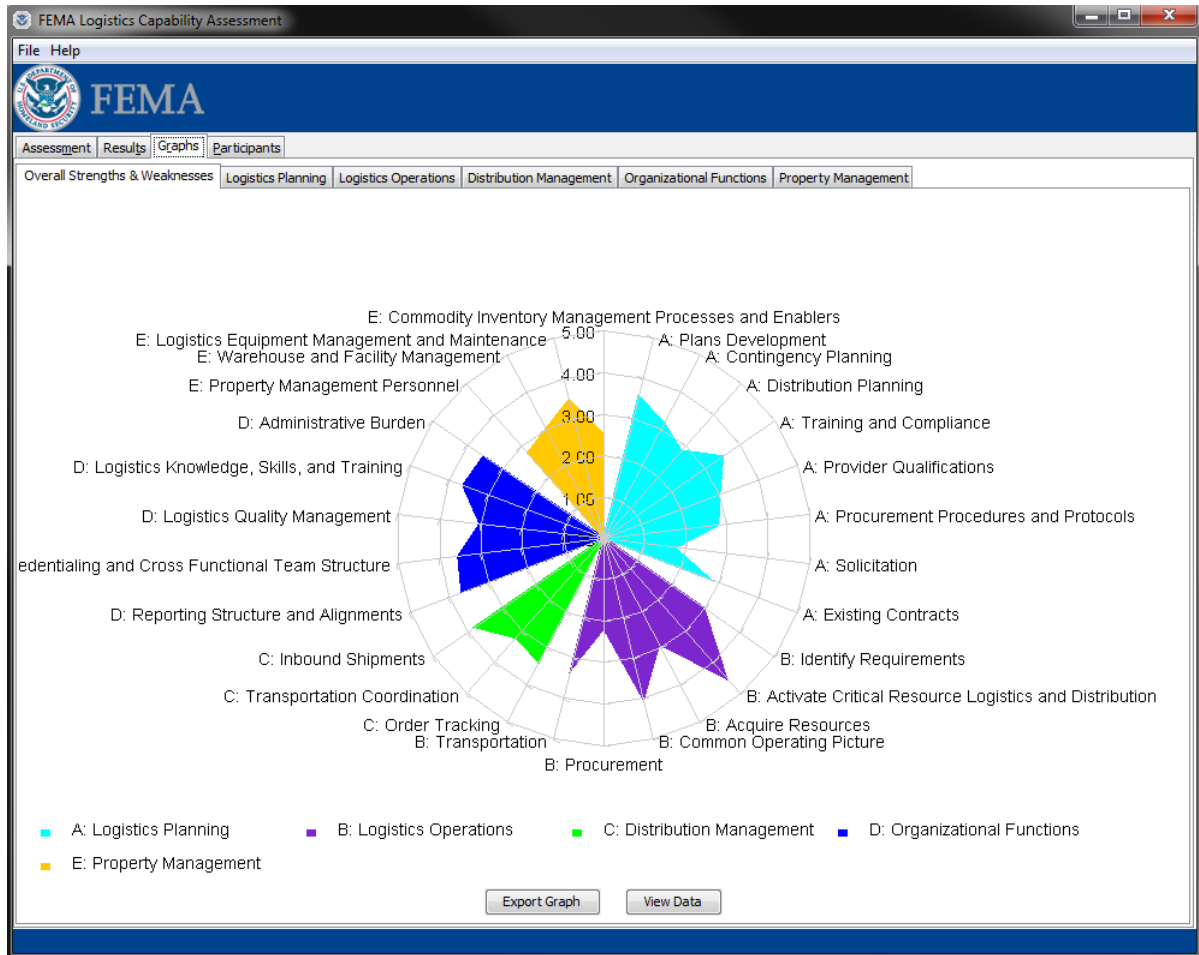 FEMA Logistics Capability Assessment
File Help
FEMA
Assessment Results Graphs Participants
Overall Strengths & Weaknesses Logistics Planning Logistics Operations Distribution Management Organizational Functions Property Management
E: Commodity Inventory Management Processes and Enablers
E: Logistics Equipment Management and Maintenance 5.00 A: Plans Development
E: Warehouse and Facility Management A: Contingency Planning
4.00
E: Property Management Personnel A: Distribution Planning
3.00
D: Administrative Burden A: Training and Compliance
2.00
D: Logistics Knowledge, Skills, and Training A: Provider Qualifications
1.00
D: Logistics Quality Management A: Procurement Procedures and Protocols
edentialing and Cross Functional Team Structure A: Solicitation
D: Reporting Structure and Alignments A: Existing Contracts
C: Inbound Shipments B: Identify Requirements
C: Transportation Coordination B: Activate Critical Resource Logistics and Distribution
C: Order Tracking B: Acquire Resources
B: Transportation B: Common Operating Picture
B: Procurement
A: Logistics Planning B: Logistics Operations C: Distribution Management D: Organizational Functions
E: Property Management
Export Graph View Data